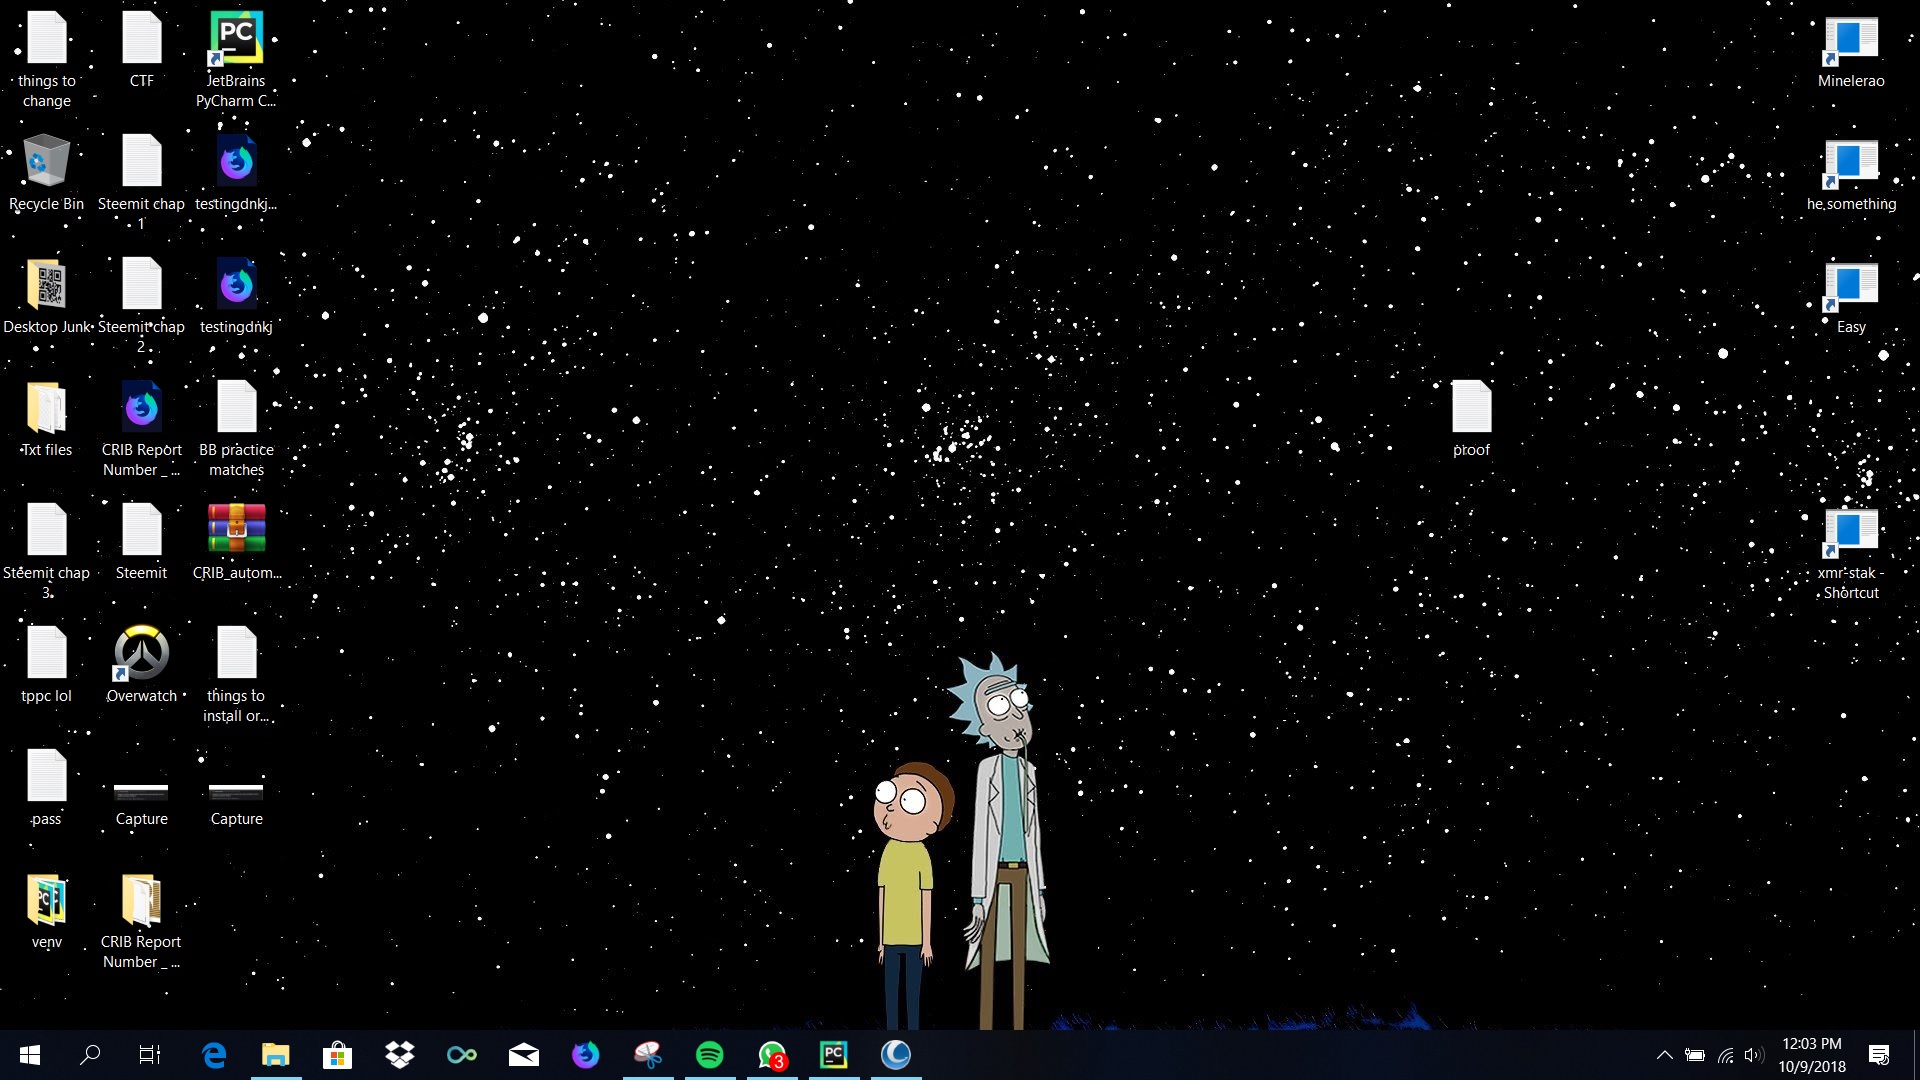 things to
change
CTF
JetBrains
PyCharm C...
Minelerao
Recycle Bin
Steemit chap
1
testingdnkj...
he something
Desktop Junk
Steemit chap
2
testingdnkj
Easy
Txt files
CRIB Report
Number _ ...
BB practice
matches
proof
Steemit chap
3
Steemit
CRIB_autom...
xmr-stak -
Shortcut
tppc lol
Overwatch
things to
install or...
pass
Capture
Capture
venv
CRIB Report
Number _ ...
PC
3
PC
12:03 PM
10/9/2018